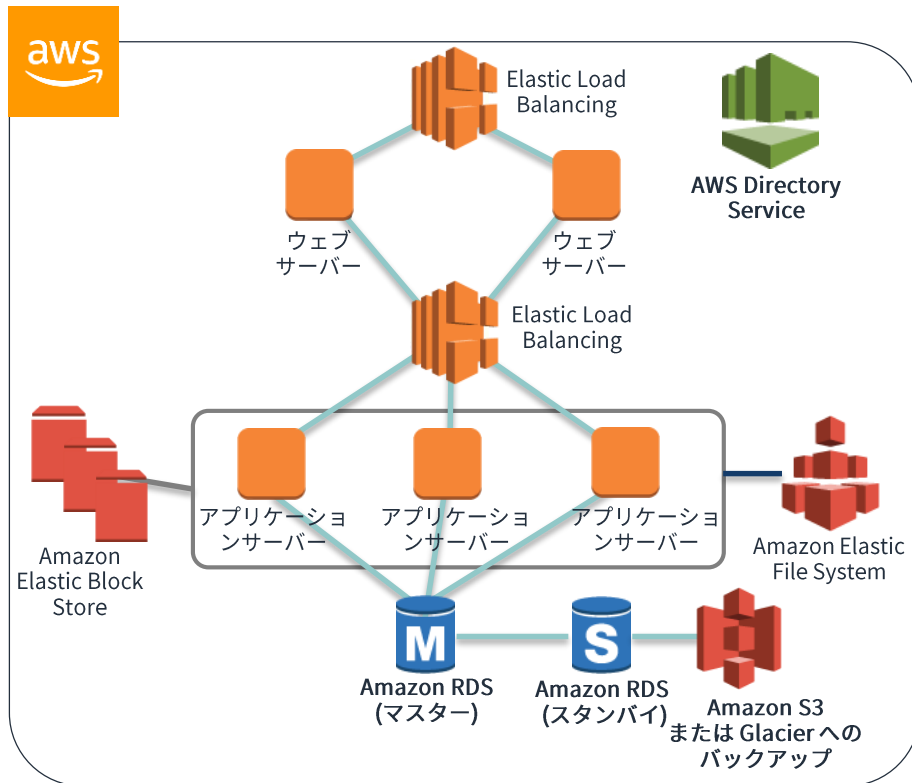 aws
Elastic Load
Balancing
AWS Directory
Service
ウェブ
サーバー
ウェブ
サーバー
Elastic Load
Balancing
アプリケーショ
ンサーバー
アプリケーショ
ンサーバー
アプリケーショ
ンサーバー
Amazon
Elastic Block
Store
Amazon Elastic
File System
M
Amazon RDS
(マスター)
S
Amazon RDS
(スタンバイ)
Amazon S3
または Glacier への
バックアップ